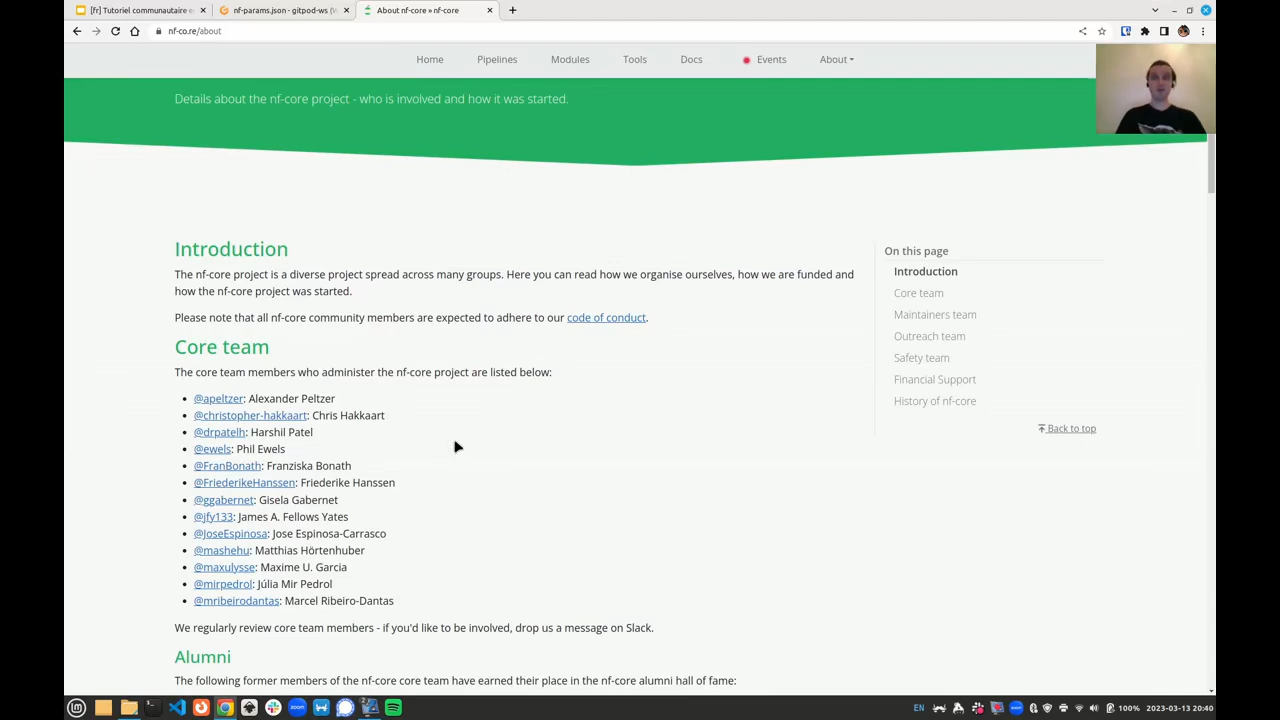 [fr] Tutoriel communautaire e
nf-params.json - gitpod-ws (W
About nf-core » nf-core
nf-co.re/about
Home
Pipelines
Modules
Tools
Docs
Events
About
Details about the nf-core project - who is involved and how it was started.
Introduction
The nf-core project is a diverse project spread across many groups. Here you can read how we organise ourselves, how we are funded and
how the nf-core project was started.
Please note that all nf-core community members are expected to adhere to our code of conduct.
Core team
The core team members who administer the nf-core project are listed below:
@apeltzer: Alexander Peltzer
@christopher-hakkaart: Chris Hakkaart
@drpatelh: Harshil Patel
@ewels: Phil Ewels
@FranBonath: Franziska Bonath
@FriederikeHanssen: Friederike Hanssen
@ggabernet: Gisela Gabernet
@jfy133: James A. Fellows Yates
@JoseEspinosa: Jose Espinosa-Carrasco
@mashehu: Matthias Hörtenhuber
@maxulysse: Maxime U. Garcia
@mirpedrol: Júlia Mir Pedrol
@mribeirodantas: Marcel Ribeiro-Dantas
We regularly review core team members - if you'd like to be involved, drop us a message on Slack.
Alumni
The following former members of the nf-core core team have earned their place in the nf-core alumni hall of fame:
On this page
Introduction
Core team
Maintainers team
Outreach team
Safety team
Financial Support
History of nf-core
Back to top
EN
100%
2023-03-13 20:40